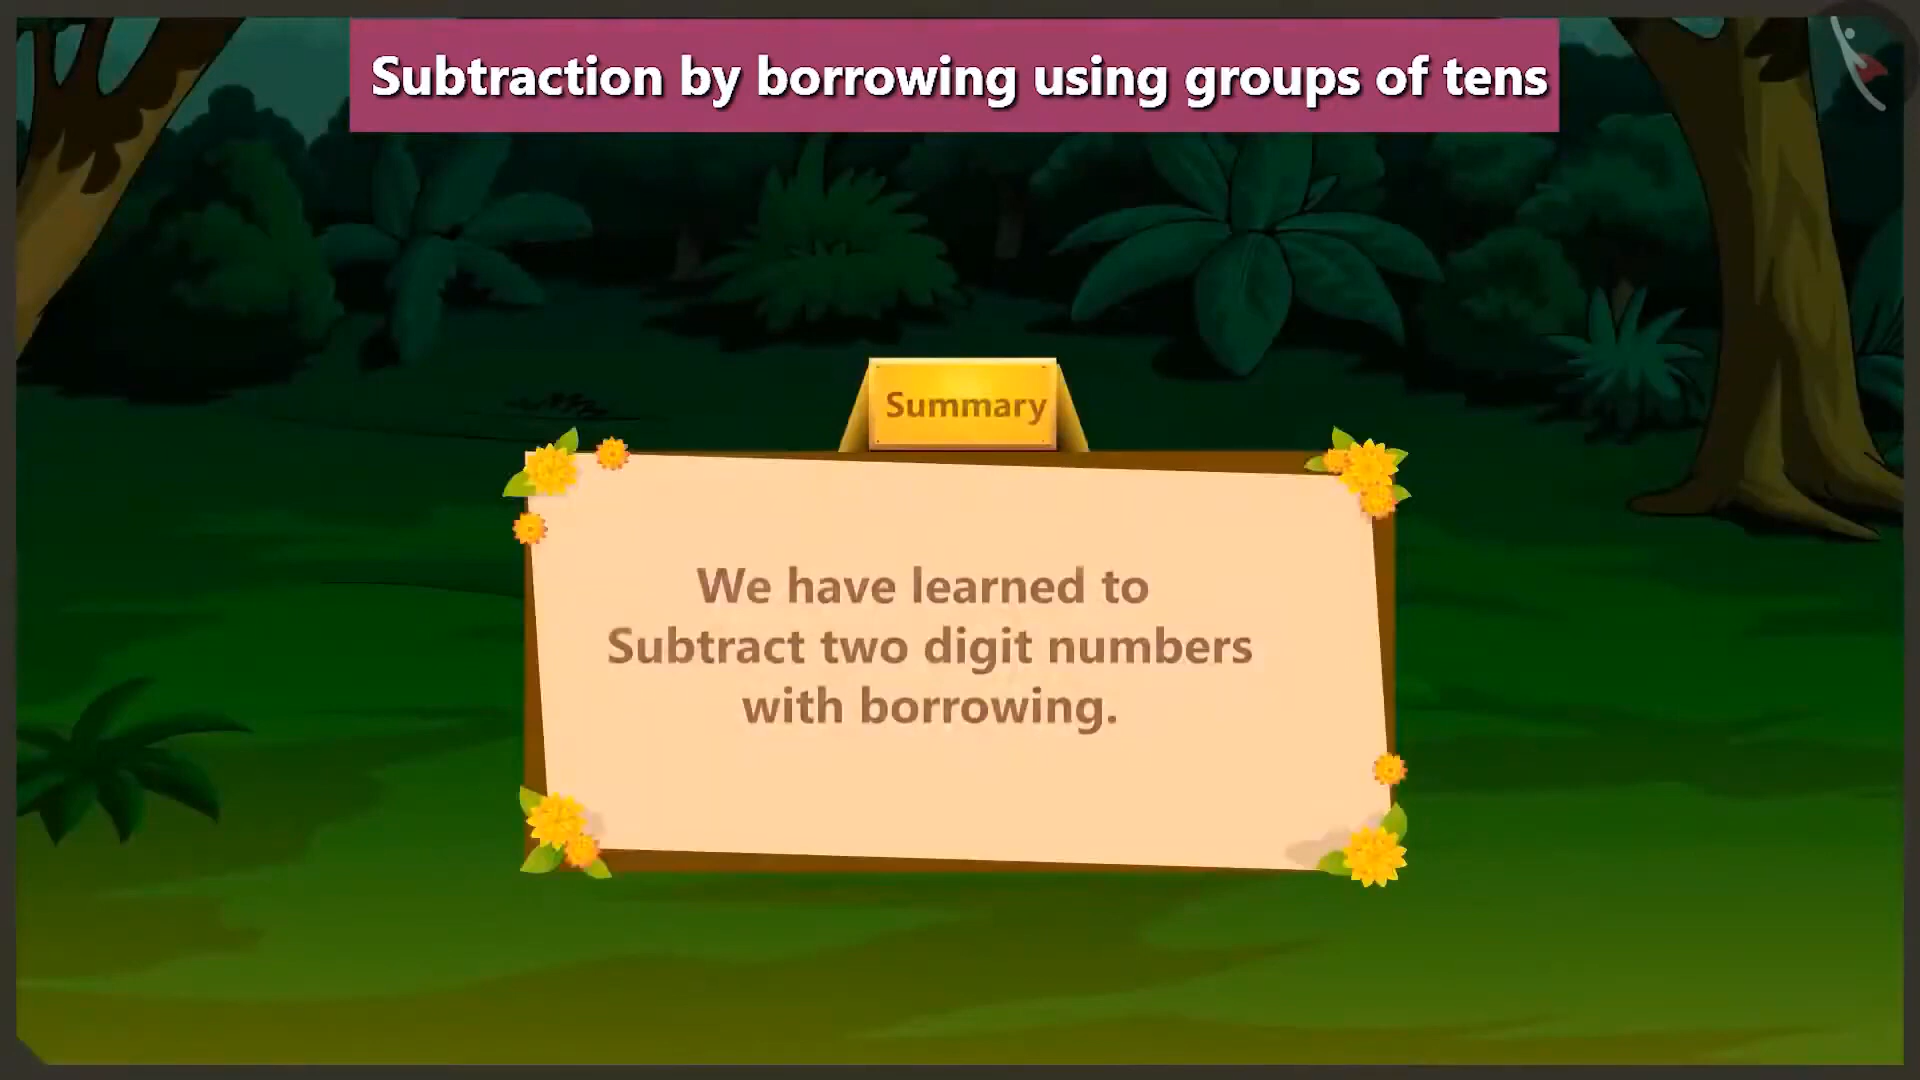 Subtraction by borrowing using groups of tens
Summary
We have learned to
Subtract two digit numbers
with borrowing.